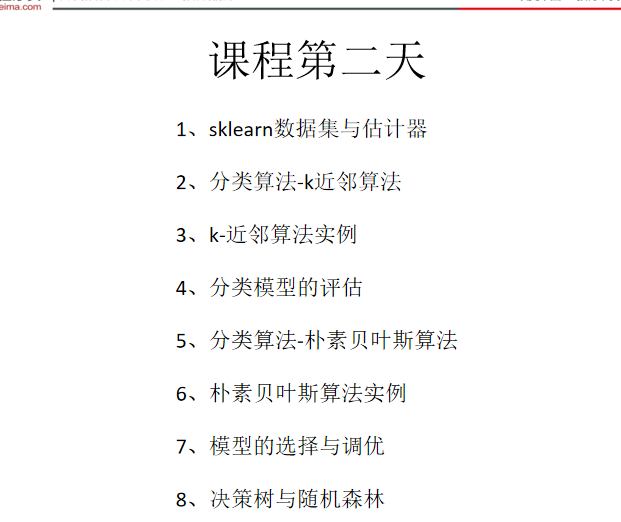 eima.com
课程第二天
1、sklearn数据集与估计器
2、分类算法-k近邻算法
3、k-近邻算法实例
4、分类模型的评估
5、分类算法-朴素贝叶斯算法
6、朴素贝叶斯算法实例
7、模型的选择与调优
8、决策树与随机森林